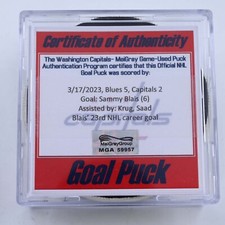 Certificate of Authenticity
The Washington Capitals- MeiGray Game-Used Puck
Authentication Program certifies that this Official NHL
Goal Puck was scored by:
3/17/2023, Blues 5, Capitals 2
Goal: Sammy Blais (6)
Assisted by: Krug, Saad
Blais' 23rd NHL career goal
MeiGrayGroup
MGA 59957
Goal Puck